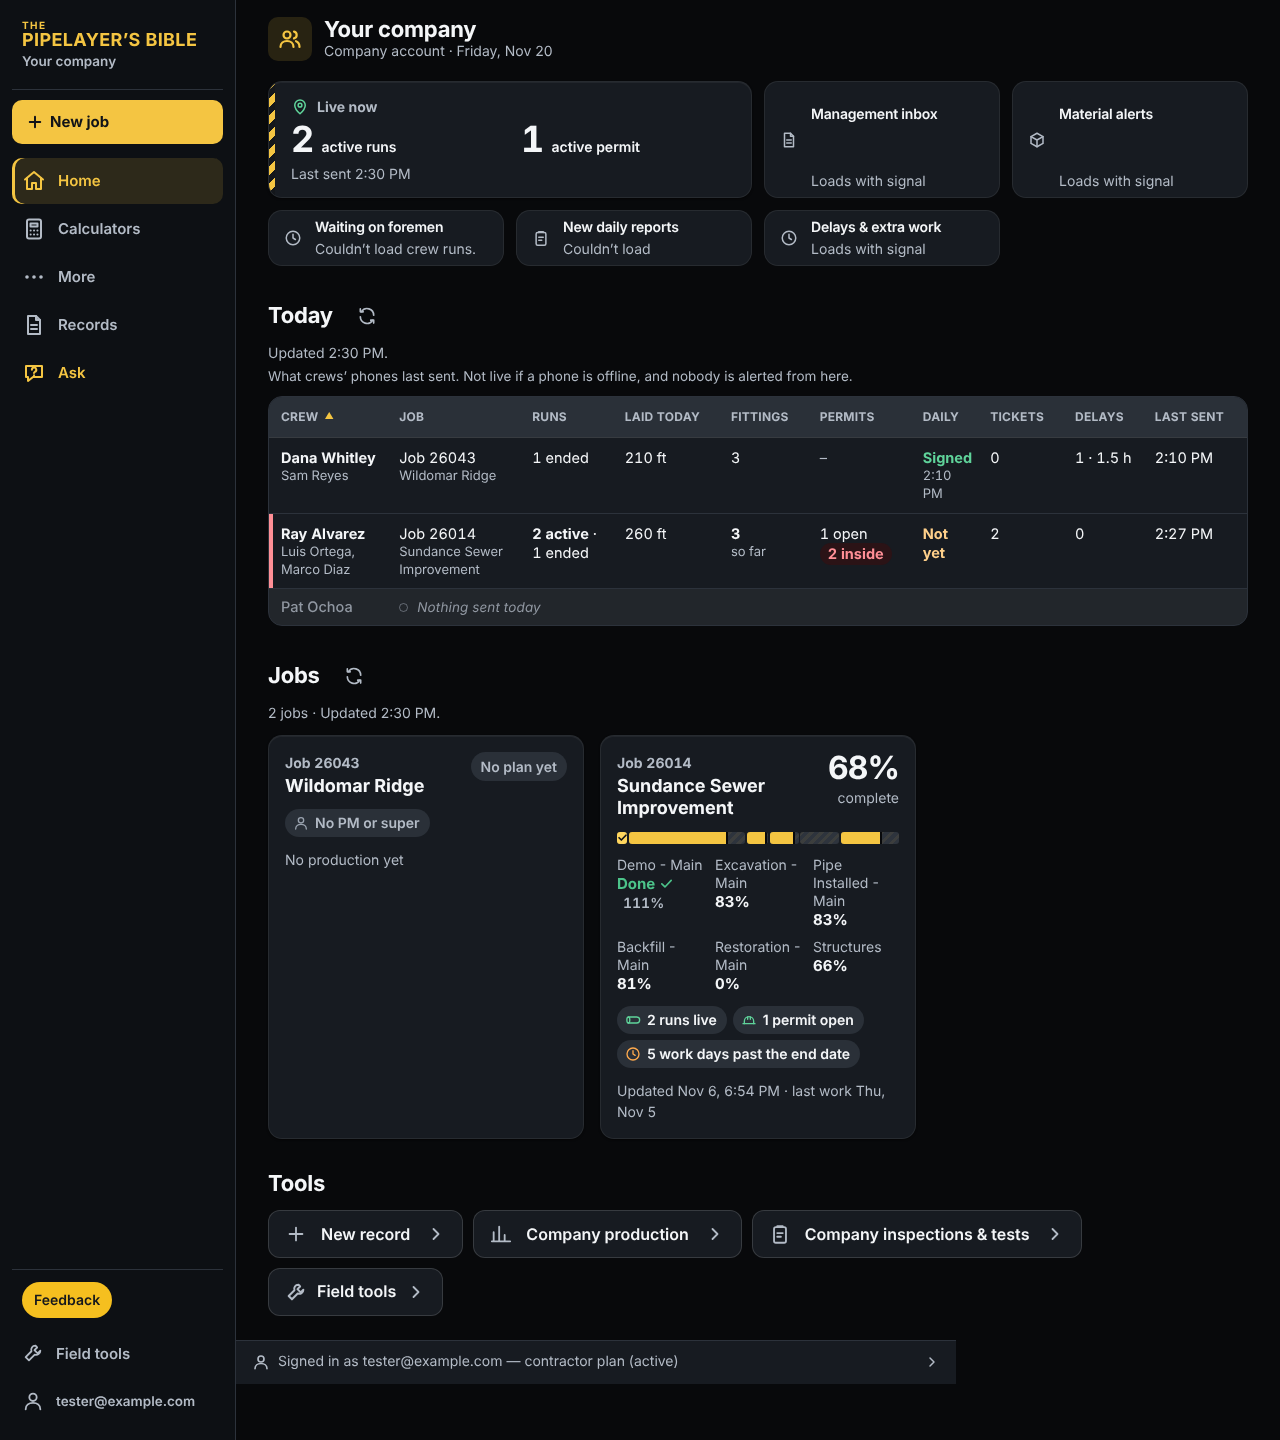 THE
PIPELAYER’S BIBLE
Your company
New job
Home
Calculators
More
Records
Ask
Feedback
Field tools
tester@example.com
Your company
Company account · Friday, Nov 20
Live now
2 active runs
1 active permit
Last sent 2:30 PM
Management inbox
Loads with signal
Material alerts
Loads with signal
Waiting on foremen
Couldn’t load crew runs.
New daily reports
Couldn’t load
Delays & extra work
Loads with signal
Today
Updated 2:30 PM.
What crews’ phones last sent. Not live if a phone is offline, and nobody is alerted from here.
CREW JOB RUNS LAID TODAY FITTINGS PERMITS DAILY TICKETS DELAYS LAST SENT
Dana Whitley Job 26043 1 ended 210 ft 3 – Signed 0 1 · 1.5 h 2:10 PM
Sam Reyes Wildomar Ridge 2:10
PM
Ray Alvarez Job 26014 2 active · 260 ft 3 1 open Not 2 0 2:27 PM
Luis Ortega, Sundance Sewer 1 ended so far 2 inside yet
Marco Diaz Improvement
Pat Ochoa Nothing sent today
Jobs
2 jobs · Updated 2:30 PM.
Job 26043
Wildomar Ridge
No plan yet
No PM or super
No production yet
Job 26014
Sundance Sewer
Improvement
68%
complete
Demo - Main
Done
111%
Excavation -
Main
83%
Pipe
Installed -
Main
83%
Backfill -
Main
81%
Restoration -
Main
0%
Structures
66%
2 runs live
1 permit open
5 work days past the end date
Updated Nov 6, 6:54 PM · last work Thu,
Nov 5
Tools
New record
Company production
Company inspections & tests
Field tools
Signed in as tester@example.com — contractor plan (active)